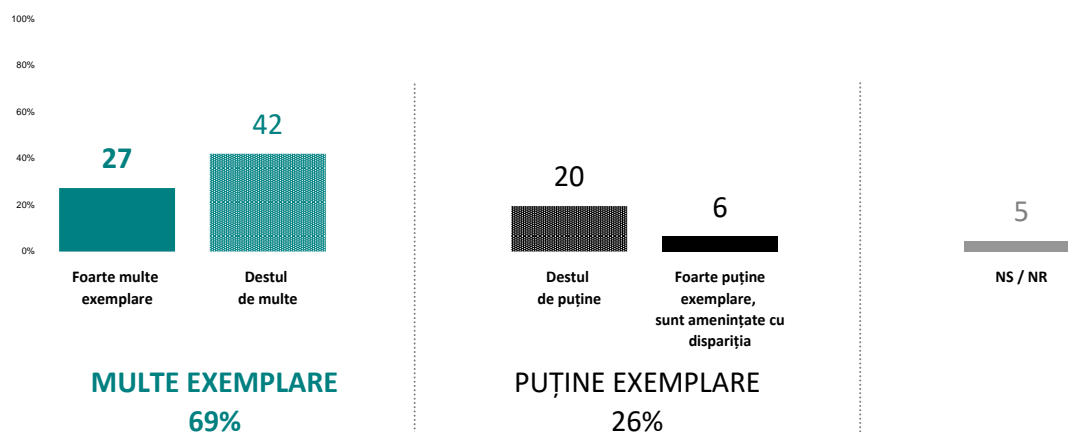 100%
80%
60%
40%
20%
0%
27
42
20
6
5
Foarte multe
exemplare
Destul
de multe
Destul
de puține
Foarte puține
exemplare,
sunt amenințate cu
dispariția
NS / NR
MULTE EXEMPLARE
69%
PUȚINE EXEMPLARE
26%